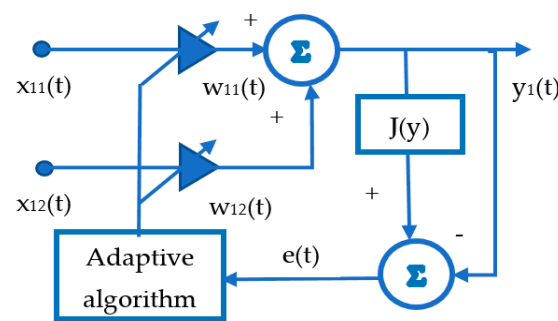 +
Σ
x11(t)
w11(t)
y1(t)
+
J(y)
x12(t)
w12(t)
+
-
Adaptive
algorithm
e(t)
Σ